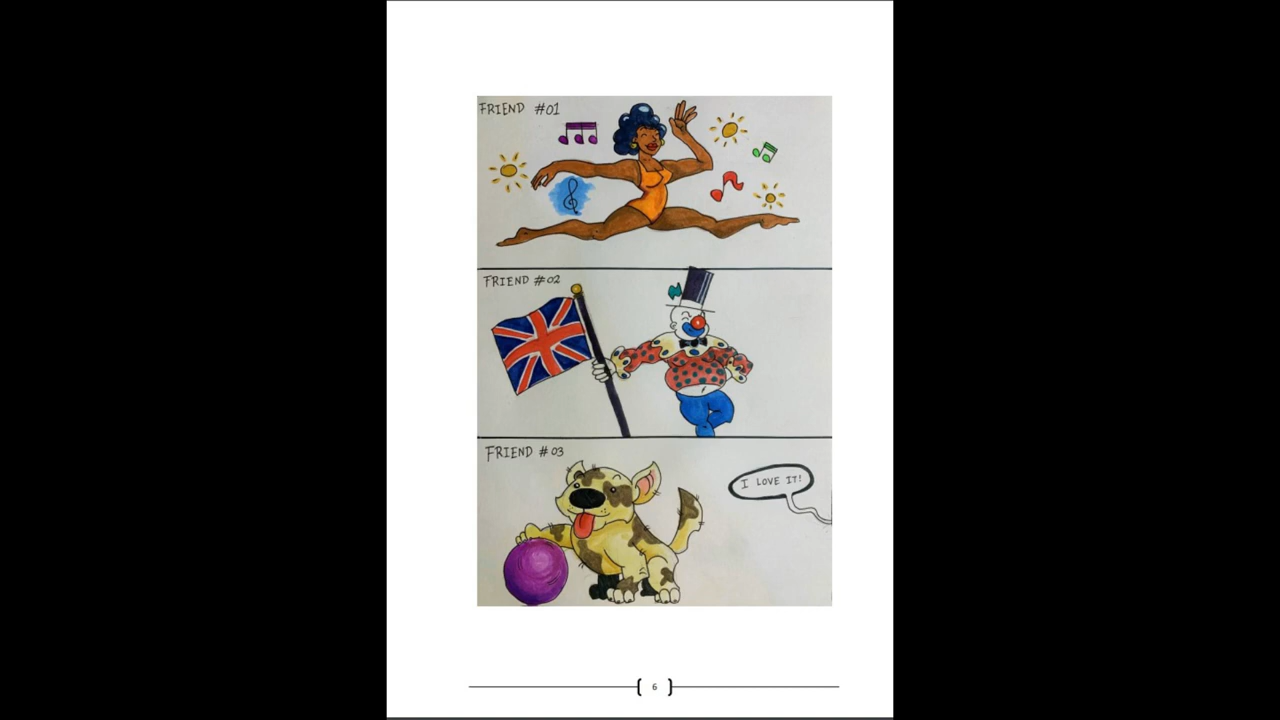 FRIEND #01
FRIEND #02
FRIEND #03
I LOVE IT!
6